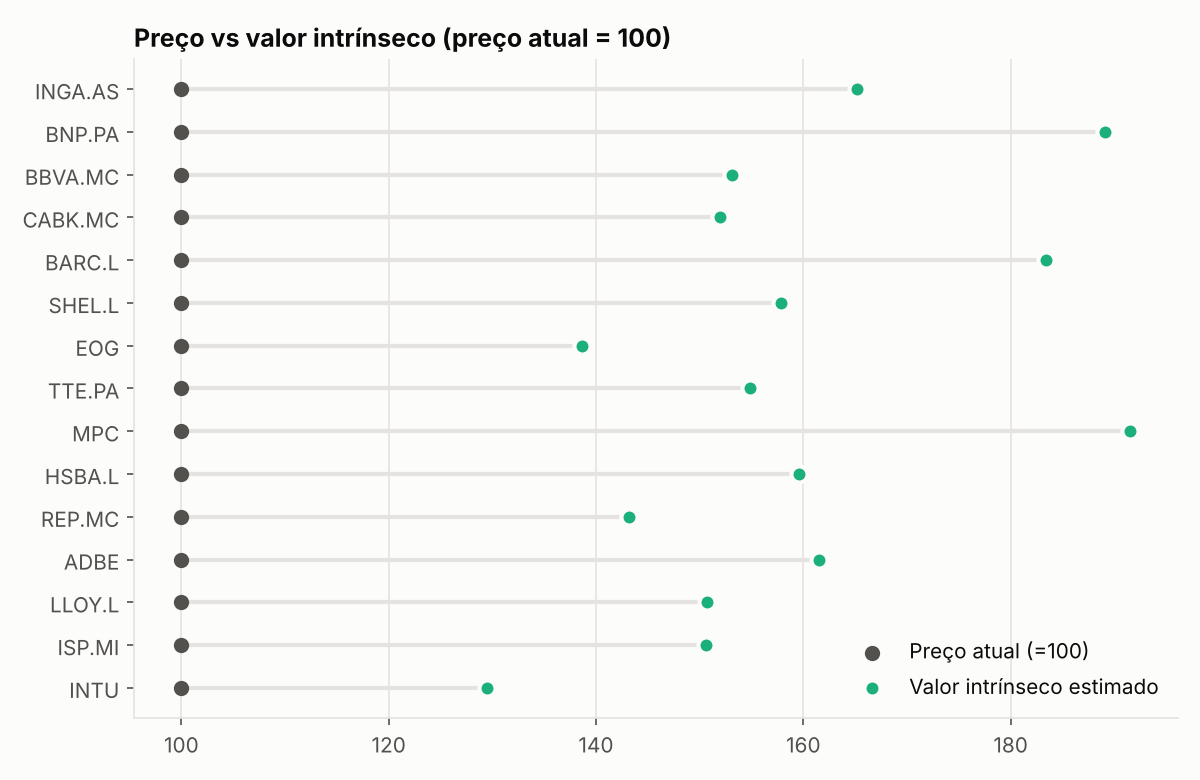 Preço vs valor intrínseco (preço atual = 100)
INGA.AS
BNP.PA
BBVA.MC
CABK.MC
BARC.L
SHEL.L
EOG
TTE.PA
MPC
HSBA.L
REP.MC
ADBE
LLOY.L
ISP.MI
INTU
Preço atual (=100)
Valor intrínseco estimado
100 120 140 160 180